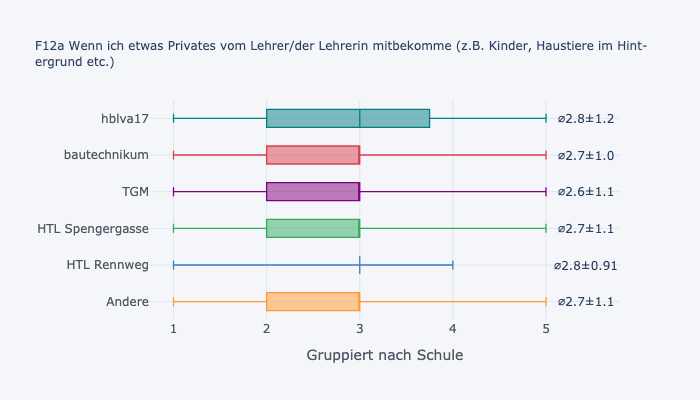 F12a Wenn ich etwas Privates vom Lehrer/der Lehrerin mitbekomme (z.B. Kinder, Haustiere im Hint-
ergrund etc.)
hblva17 ⌀2.8±1.2
bautechnikum ⌀2.7±1.0
TGM ⌀2.6±1.1
HTL Spengergasse ⌀2.7±1.1
HTL Rennweg ⌀2.8±0.91
Andere ⌀2.7±1.1
1 2 3 4 5
Gruppiert nach Schule